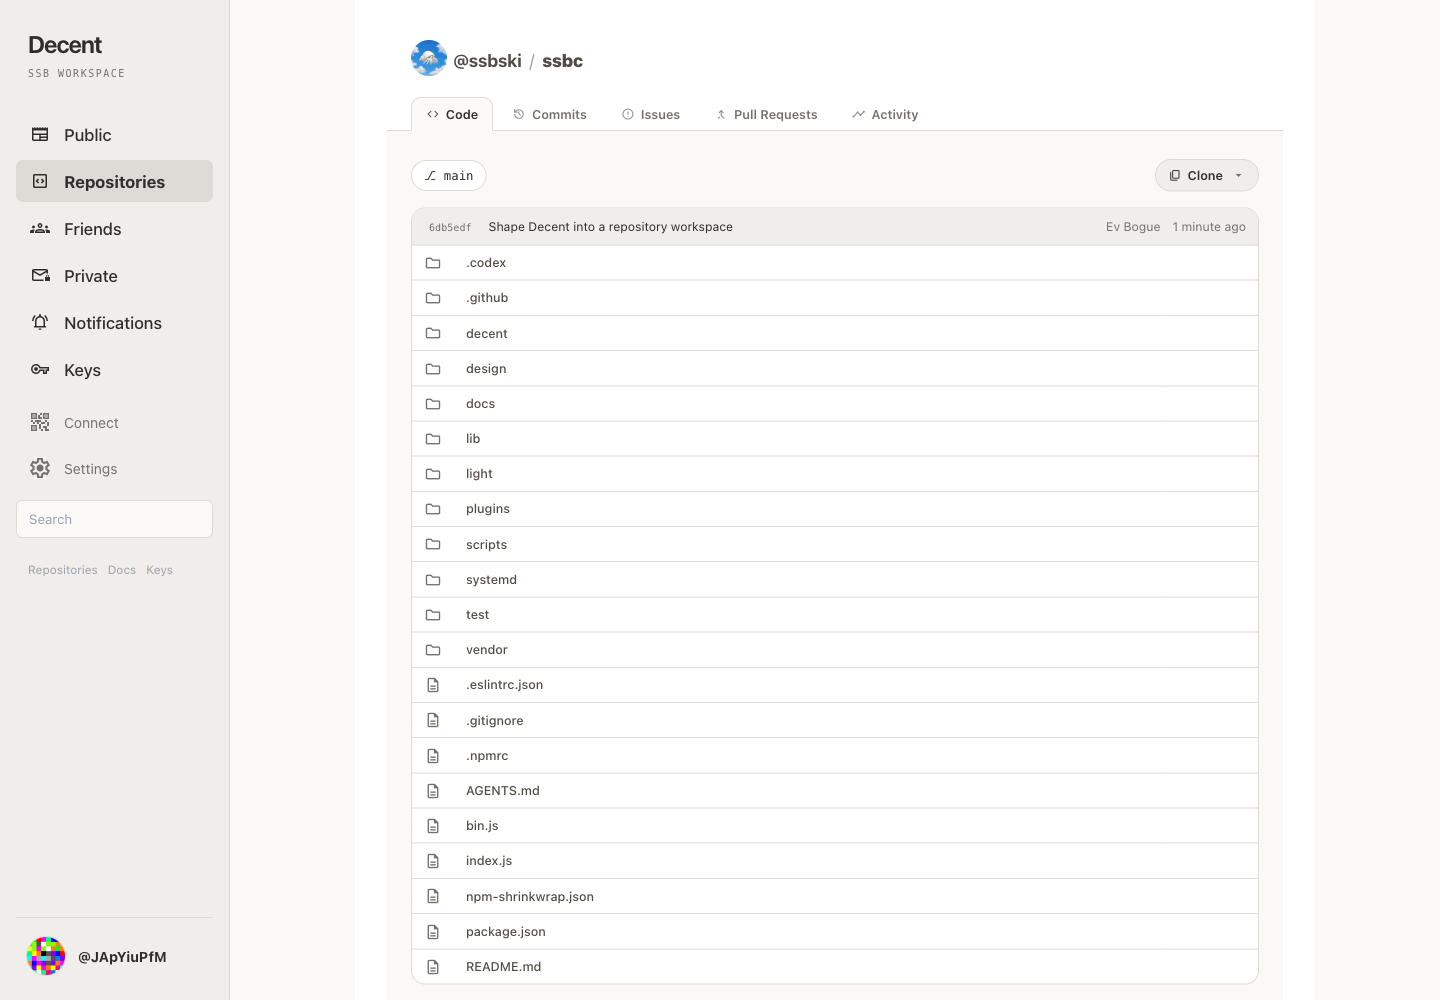 Decent
SSB WORKSPACE
Public
Repositories
Friends
Private
Notifications
Keys
Connect
Settings
Search
Repositories Docs Keys
@JApYiuPfM
@ssbski / ssbc
Code Commits Issues Pull Requests Activity
main
Clone
6db5edf Shape Decent into a repository workspace Ev Bogue 1 minute ago
.codex
.github
decent
design
docs
lib
light
plugins
scripts
systemd
test
vendor
.eslintrc.json
.gitignore
.npmrc
AGENTS.md
bin.js
index.js
npm-shrinkwrap.json
package.json
README.md